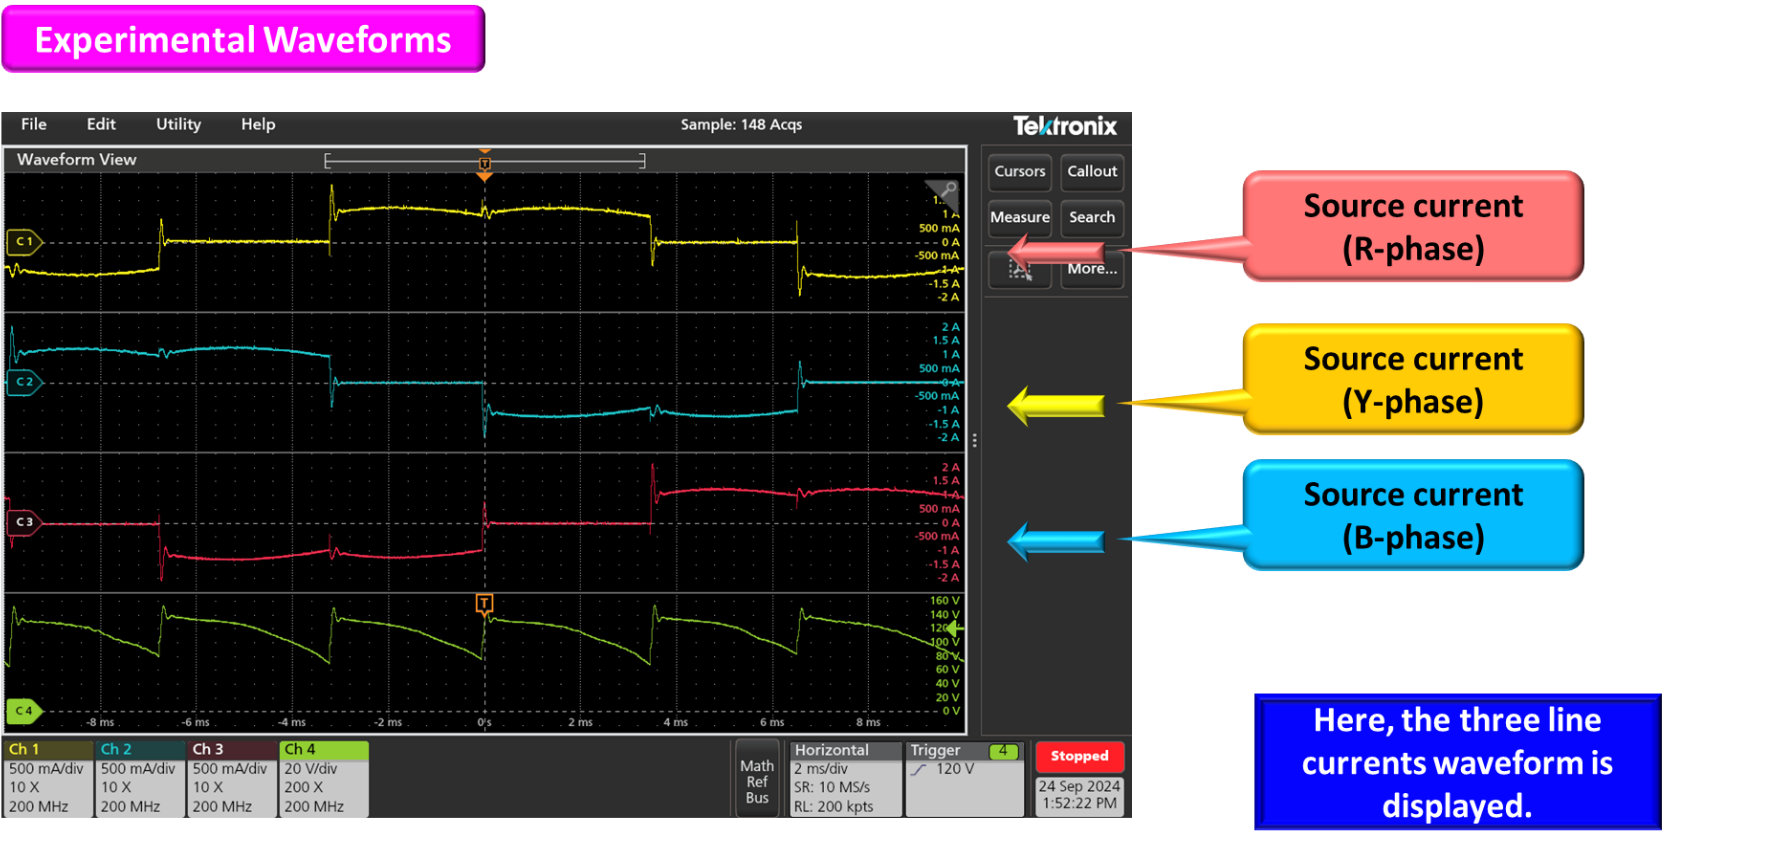 Experimental Waveforms
File Edit Utility Help Sample: 148 Acqs Tektronix
Waveform View
T
Cursors Callout
Measure Search
More...
C 1
1 A
500 mA
0 A
-500 mA
-1 A
-1.5 A
-2 A
C 2
2 A
1.5 A
1 A
500 mA
0 A
-500 mA
-1 A
-1.5 A
-2 A
C 3
2 A
1.5 A
1 A
500 mA
0 A
-500 mA
-1 A
-1.5 A
-2 A
T
C 4
160 V
140 V
120 V
100 V
80 V
60 V
40 V
20 V
0 V
-8 ms -6 ms -4 ms -2 ms 0 s 2 ms 4 ms 6 ms 8 ms
Ch 1
500 mA/div
10 X
200 MHz
Ch 2
500 mA/div
10 X
200 MHz
Ch 3
500 mA/div
10 X
200 MHz
Ch 4
20 V/div
200 X
200 MHz
Math
Ref
Bus
Horizontal
2 ms/div
SR: 10 MS/s
RL: 200 kpts
Trigger 4
120 V
Stopped
24 Sep 2024
1:52:22 PM
Source current
(R-phase)
Source current
(Y-phase)
Source current
(B-phase)
Here, the three line
currents waveform is
displayed.